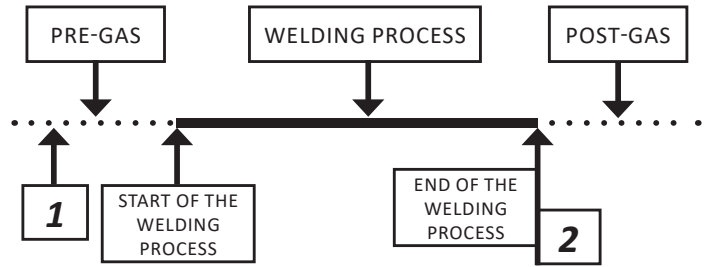 PRE-GAS
WELDING PROCESS
POST-GAS
1
START OF THE
WELDING
PROCESS
END OF THE
WELDING
PROCESS
2